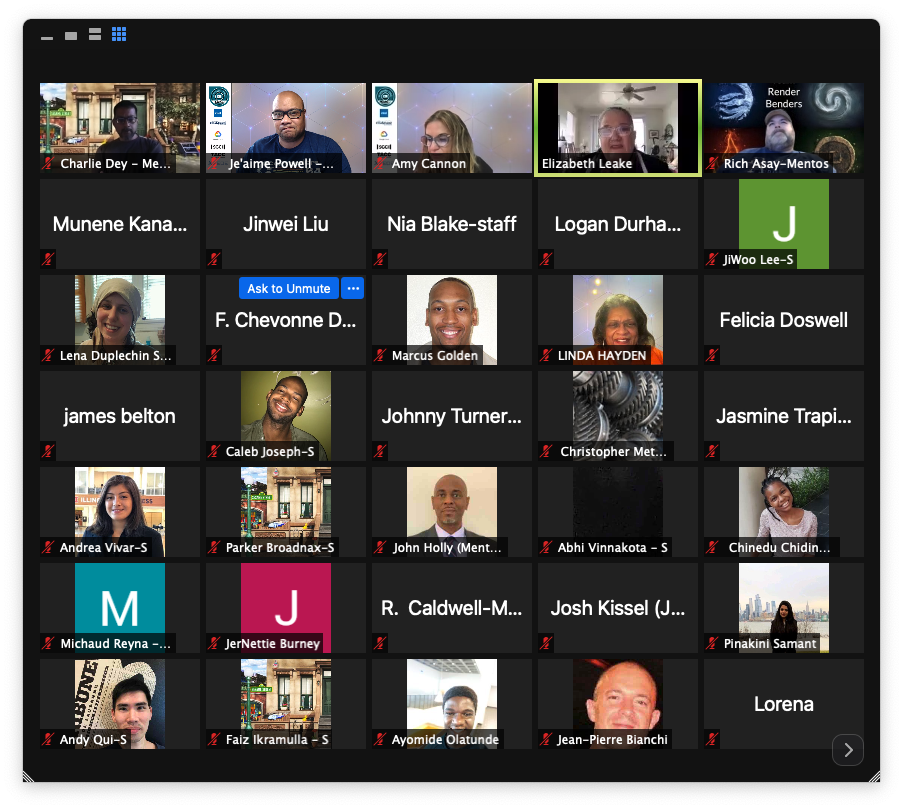 Charlie Dey - Me...
Je'aime Powell -...
Amy Cannon
Elizabeth Leake
Render
Benders
Rich Asay-Mentos
Munene Kana...
Jinwei Liu
Nia Blake-staff
Logan Durha...
J
JiWoo Lee-S
Lena Duplechin S...
Ask to Unmute
...
F. Chevonne D...
Marcus Golden
LINDA HAYDEN
Felicia Doswell
james belton
Caleb Joseph-S
Johnny Turner...
Christopher Met...
Jasmine Trapi...
ILLINI
Andrea Vivar-S
Parker Broadnax-S
John Holly (Ment...
Abhi Vinnakota - S
Chinedu Chidin...
M
Michaud Reyna -...
J
JerNettie Burney
R. Caldwell-M...
Josh Kissel (J...
Pinakini Samant
Andy Qui-S
Faiz Ikramulla - S
Ayomide Olatunde
Jean-Pierre Bianchi
Lorena